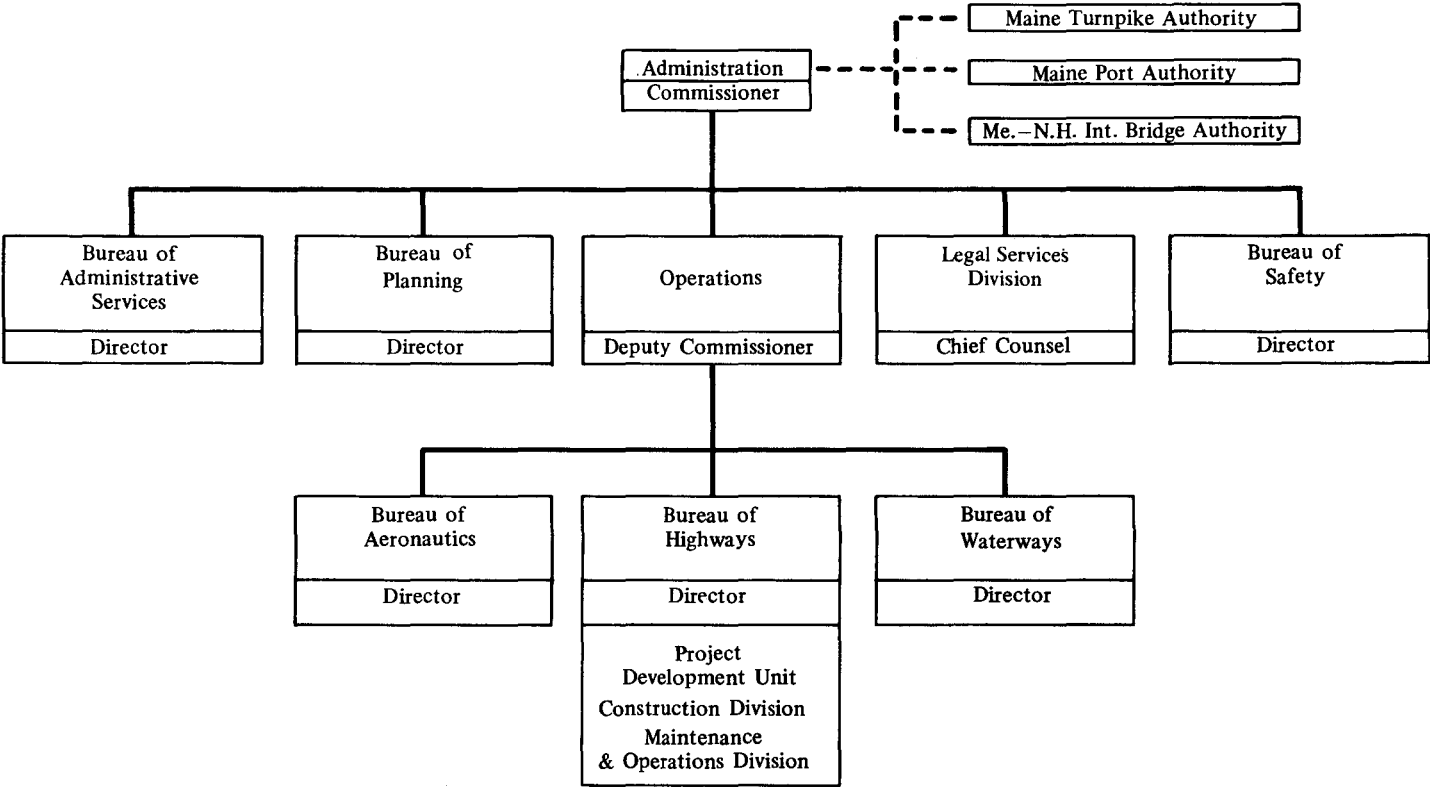 Maine Turnpike Authority
Administration
Commissioner
Maine Port Authority
Me.—N.H. Int. Bridge Authority
Bureau of
Administrative
Services
Director
Bureau of
Planning
Director
Operations
Deputy Commissioner
Legal Services
Division
Chief Counsel
Bureau of
Safety
Director
Bureau of
Aeronautics
Director
Bureau of
Highways
Director
Project
Development Unit
Construction Division
Maintenance
& Operations Division
Bureau of
Waterways
Director